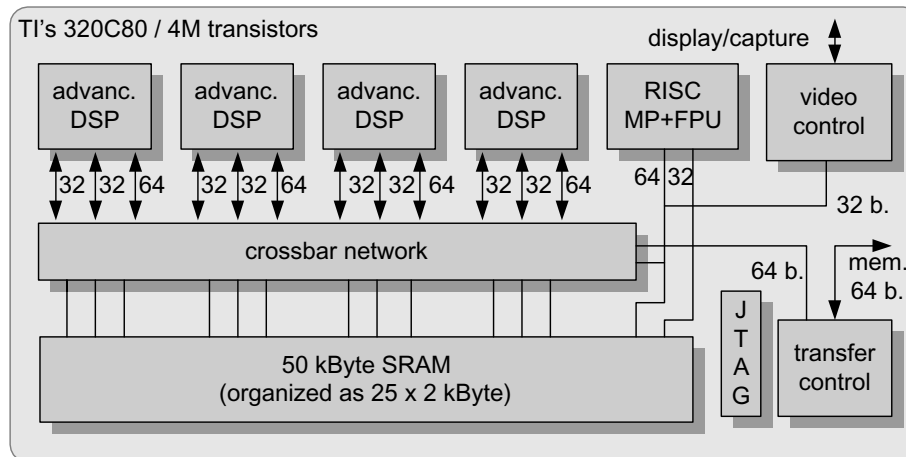 TI's 320C80 / 4M transistors
display/capture
advanc.
DSP
advanc.
DSP
advanc.
DSP
advanc.
DSP
RISC
MP+FPU
video
control
32 32 64
32 32 64
32 32 64
32 32 64
64 32
32 b.
crossbar network
64 b.
mem.
64 b.
50 kByte SRAM
(organized as 25 x 2 kByte)
J
T
A
G
transfer
control